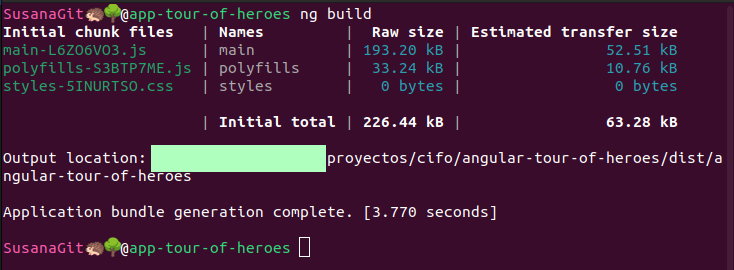 SusanaGit🦔🌳@app-tour-of-heroes ng build
Initial chunk files | Names | Raw size | Estimated transfer size
main-L6ZO6VO3.js | main | 193.20 kB | 52.51 kB
polyfills-S3BTP7ME.js | polyfills | 33.24 kB | 10.76 kB
styles-5INURTSO.css | styles | 0 bytes | 0 bytes
| Initial total | 226.44 kB | 63.28 kB
Output location: proyectos/cifo/angular-tour-of-heroes/dist/a
ngular-tour-of-heroes
Application bundle generation complete. [3.770 seconds]
SusanaGit🦔🌳@app-tour-of-heroes